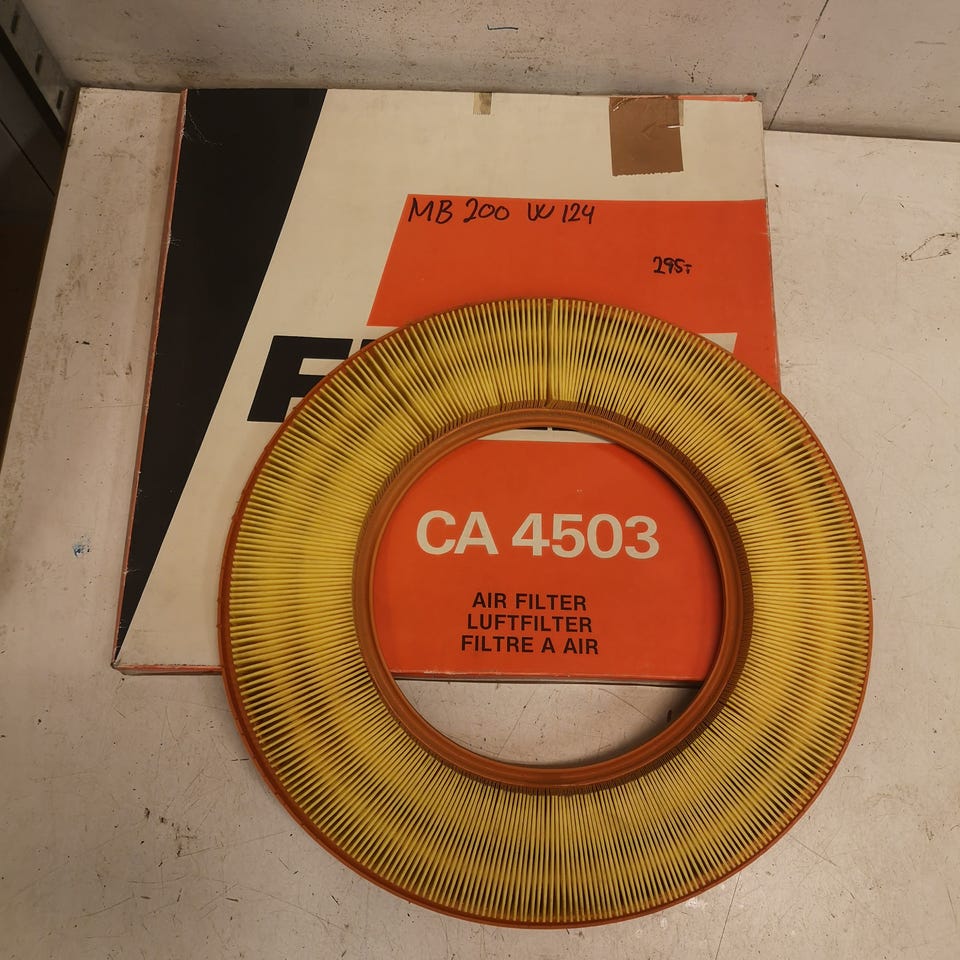 MB 200 W 124
295:-
CA 4503
AIR FILTER
LUFTFILTER
FILTRE A AIR